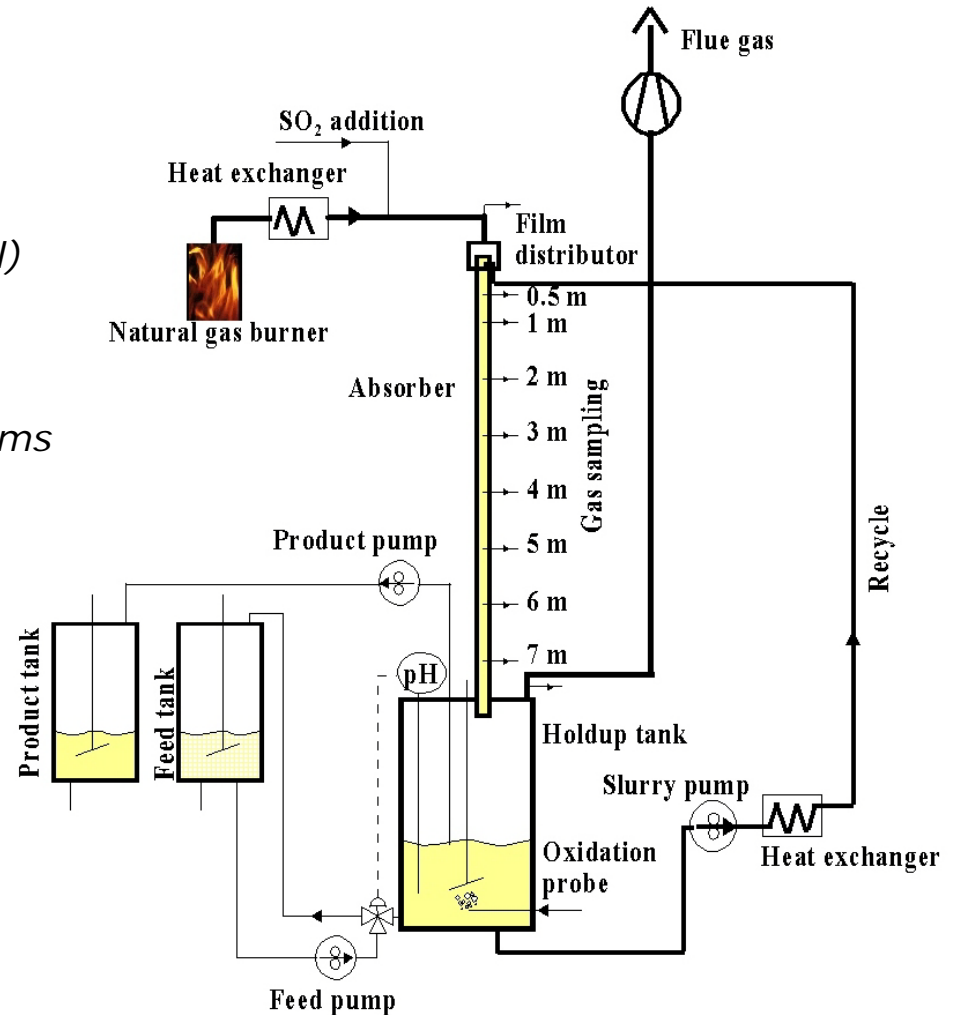 Flue gas
SO₂ addition
Heat exchanger
Film
distributor
l)
Natural gas burner
0.5 m
1 m
Absorber
2 m
Gas sampling
3 m
ms
4 m
5 m
6 m
7 m
Recycle
Product pump
pH
Product tank
Feed tank
Holdup tank
Slurry pump
Heat exchanger
Oxidation
probe
Feed pump